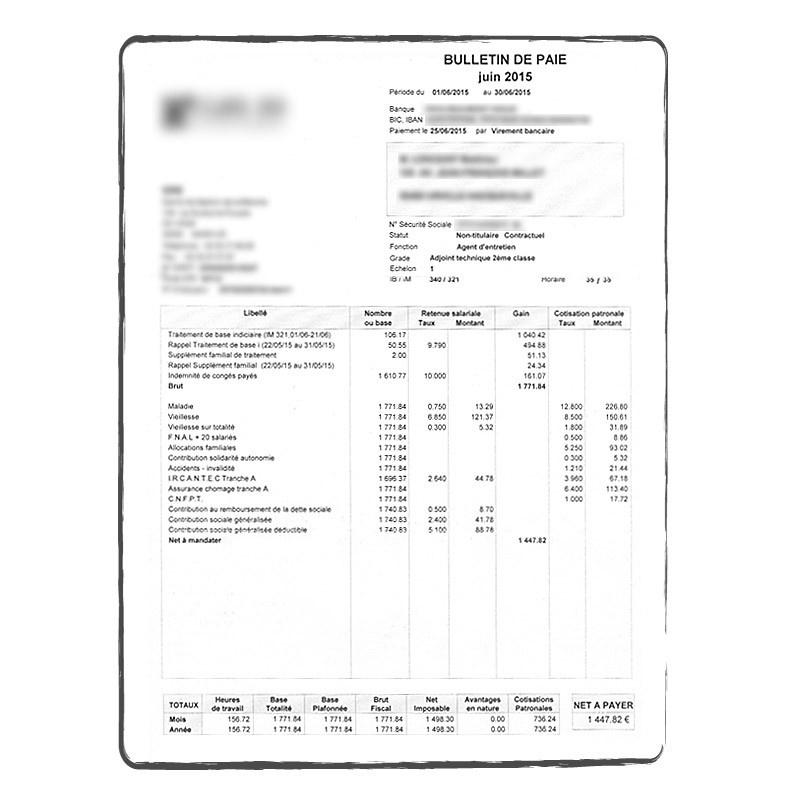 BULLETIN DE PAIE
juin 2015
Période du 01/06/2015 au 30/06/2015
Banque
BIC, IBAN
Paiement le 25/06/2015 par Virement bancaire
N° Sécurité Sociale
Statut Non-titulaire Contractuel
Fonction Agent d'entretien
Grade Adjoint technique 2ème classe
Echelon 1
IB / IM 340 / 321 Horaire 35 / 35
Libellé Nombre ou base Retenue salariale Taux Montant Gain Cotisation patronale Taux Montant
Traitement de base indiciaire (IM 321,01/06-21/06) 106.17 1 040.42
Rappel Traitement de base i (22/05/15 au 31/05/15) 50.55 9.790 494.88
Supplément familial de traitement 2.00 51.13
Rappel Supplément familial (22/05/15 au 31/05/15) 24.34
Indemnité de congés payés 1 610.77 10.000 161.07
Brut 1 771.84
Maladie 1 771.84 0.750 13.29 12.800 226.80
Vieillesse 1 771.84 6.850 121.37 8.500 150.61
Vieillesse sur totalité 1 771.84 0.300 5.32 1.800 31.89
F.N.A.L + 20 salariés 1 771.84 0.500 8.86
Allocations familiales 1 771.84 5.250 93.02
Contribution solidarité autonomie 1 771.84 0.300 5.32
Accidents - invalidité 1 771.84 1.210 21.44
I.R.C.A.N.T.E.C Tranche A 1 696.37 2.640 44.78 3.960 67.18
Assurance chomage tranche A 1 771.84 6.400 113.40
C.N.F.P.T. 1 771.84 1.000 17.72
Contribution au remboursement de la dette sociale 1 740.83 0.500 8.70
Contribution sociale généralisée 1 740.83 2.400 41.78
Contribution sociale généralisée déductible 1 740.83 5.100 88.78
Net à mandater 1 447.82
TOTAUX Heures de travail Base Totalité Base Plafonnée Brut Fiscal Net Imposable Avantages en nature Cotisations Patronales NET A PAYER
Mois 156.72 1 771.84 1 771.84 1 771.84 1 498.30 0.00 736.24 1 447.82 €
Année 156.72 1 771.84 1 771.84 1 771.84 1 498.30 0.00 736.24